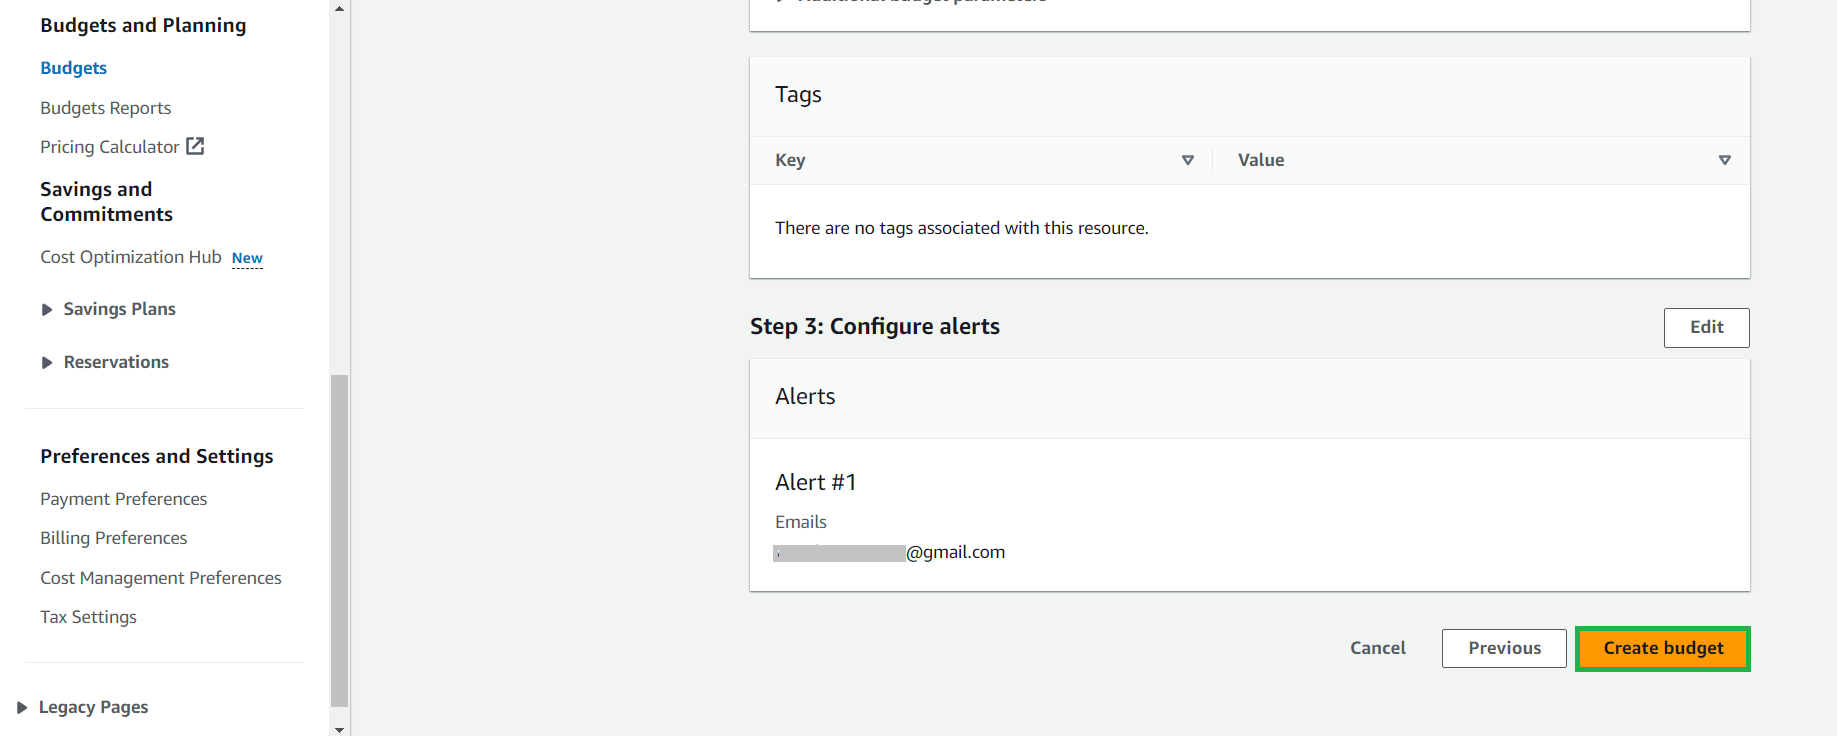 Budgets and Planning
Budgets
Budgets Reports
Pricing Calculator
Savings and
Commitments
Cost Optimization Hub New
Savings Plans
Reservations
Preferences and Settings
Payment Preferences
Billing Preferences
Cost Management Preferences
Tax Settings
Legacy Pages
Additional budget parameters
Tags
Key Value
There are no tags associated with this resource.
Step 3: Configure alerts Edit
Alerts
Alert #1
Emails
@gmail.com
Cancel Previous Create budget